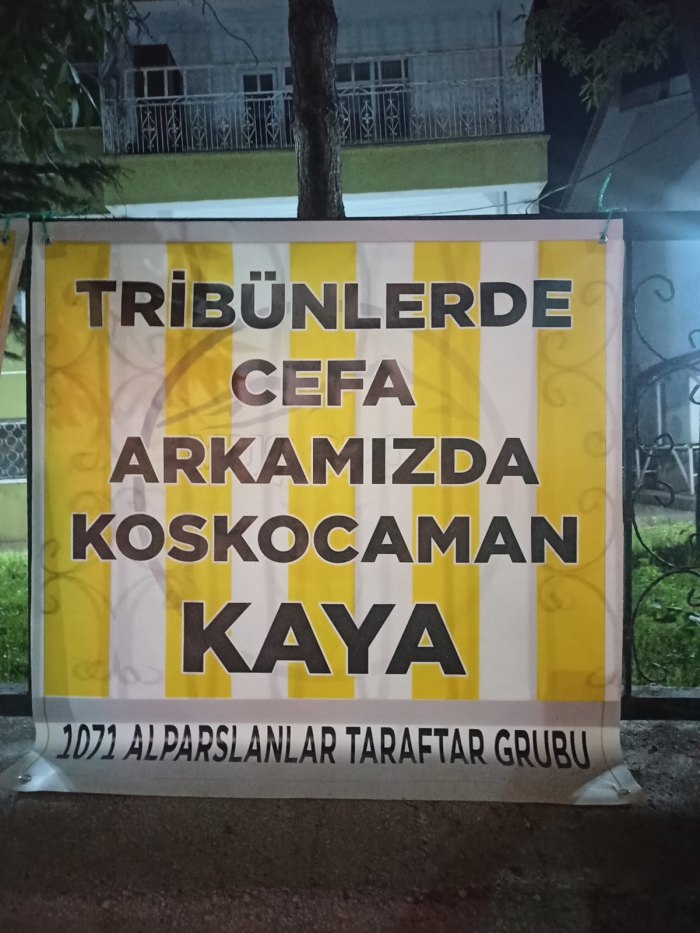 TRİBÜNLERDE
CEFA
ARKAMIZDA
KOSKOCAMAN
KAYA
1071 ALPARSLANLAR TARAFTAR GRUBU